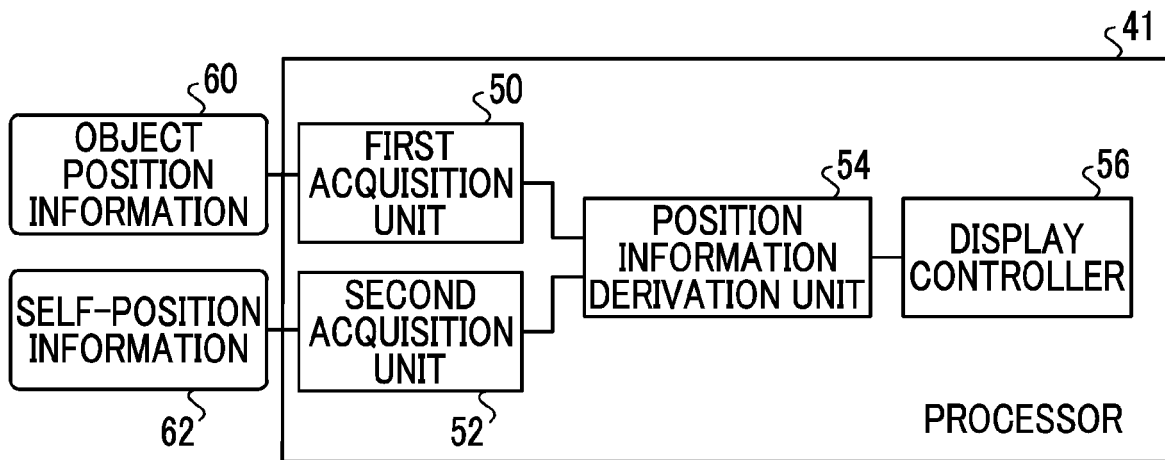 41
60
OBJECT
POSITION
INFORMATION
50
FIRST
ACQUISITION
UNIT
54
POSITION
INFORMATION
DERIVATION UNIT
56
DISPLAY
CONTROLLER
SELF-POSITION
INFORMATION
62
SECOND
ACQUISITION
UNIT
52
PROCESSOR